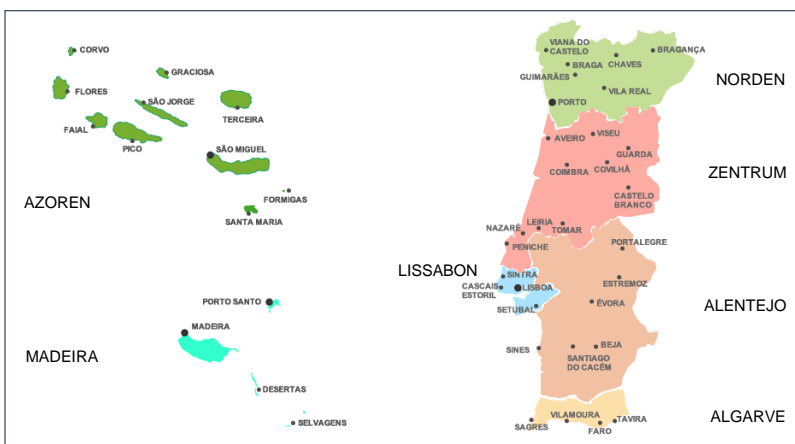 CORVO
GRACIOSA
FLORES
SÃO JORGE
TERCEIRA
FAIAL
PICO
SÃO MIGUEL
FORMIGAS
SANTA MARIA
AZOREN
PORTO SANTO
MADEIRA
MADEIRA
DESERTAS
SELVAGENS
VIANA DO
CASTELO
BRAGANÇA
BRAGA
CHAVES
GUIMARÃES
VILA REAL
PORTO
NORDEN
AVEIRO
VISEU
GUARDA
COIMBRA
COVILHÃ
CASTELO
BRANCO
ZENTRUM
LEIRIA
NAZARÉ
TOMAR
PENICHE
PORTALEGRE
LISSABON
SINTRA
CASCAIS
ESTORIL
LISBOA
ESTREMOZ
SETUBAL
ÉVORA
ALENTEJO
SINES
SANTIAGO
DO CACÉM
BEJA
VILAMOURA
TAVIRA
SAGRES
FARO
ALGARVE